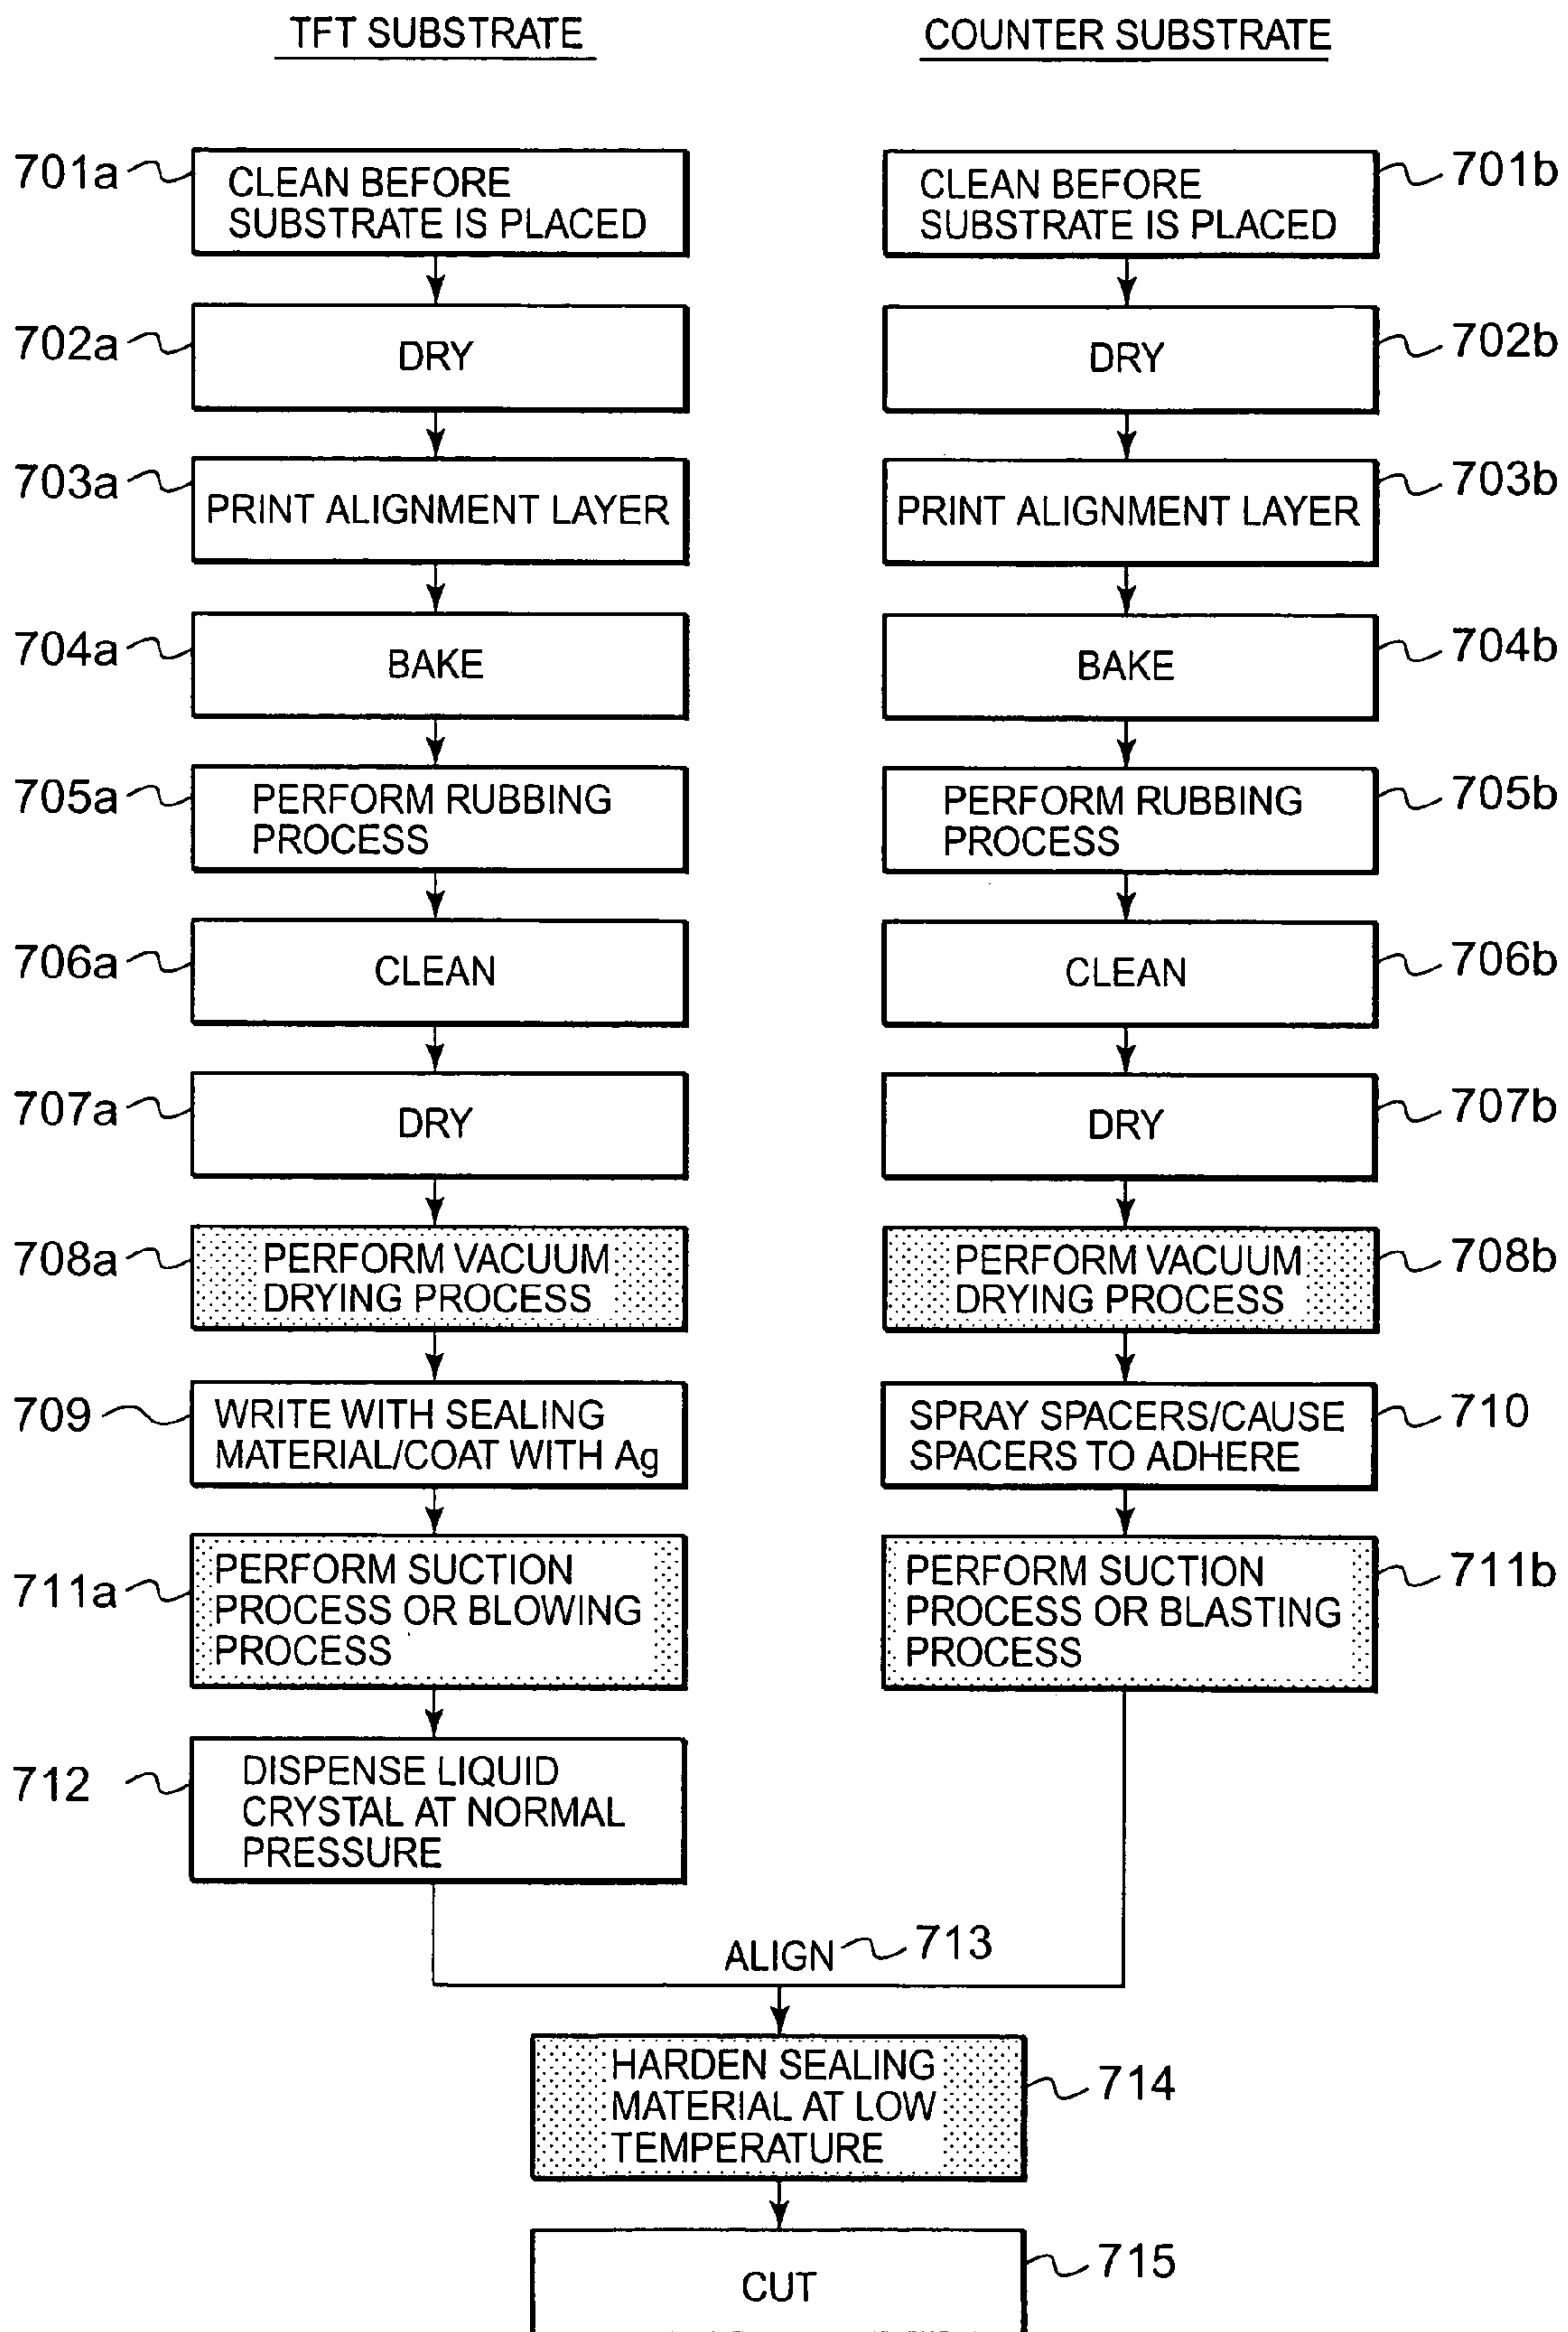 TFT SUBSTRATE
COUNTER SUBSTRATE
701a
CLEAN BEFORE
SUBSTRATE IS PLACED
CLEAN BEFORE
SUBSTRATE IS PLACED
701b
702a
DRY
DRY
702b
703a
PRINT ALIGNMENT LAYER
PRINT ALIGNMENT LAYER
703b
704a
BAKE
BAKE
704b
705a
PERFORM RUBBING
PROCESS
PERFORM RUBBING
PROCESS
705b
706a
CLEAN
CLEAN
706b
707a
DRY
DRY
707b
708a
PERFORM VACUUM
DRYING PROCESS
PERFORM VACUUM
DRYING PROCESS
708b
709
WRITE WITH SEALING
MATERIAL/COAT WITH Ag
SPRAY SPACERS/CAUSE
SPACERS TO ADHERE
710
711a
PERFORM SUCTION
PROCESS OR BLOWING
PROCESS
PERFORM SUCTION
PROCESS OR BLASTING
PROCESS
711b
712
DISPENSE LIQUID
CRYSTAL AT NORMAL
PRESSURE
ALIGN
713
HARDEN SEALING
MATERIAL AT LOW
TEMPERATURE
714
CUT
715